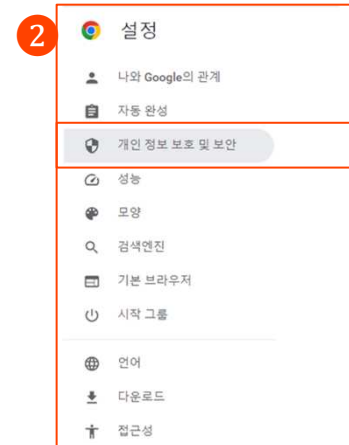 2
설정
나와 Google의 관계
자동 완성
개인 정보 보호 및 보안
성능
모양
검색엔진
기본 브라우저
시작 그룹
언어
다운로드
접근성